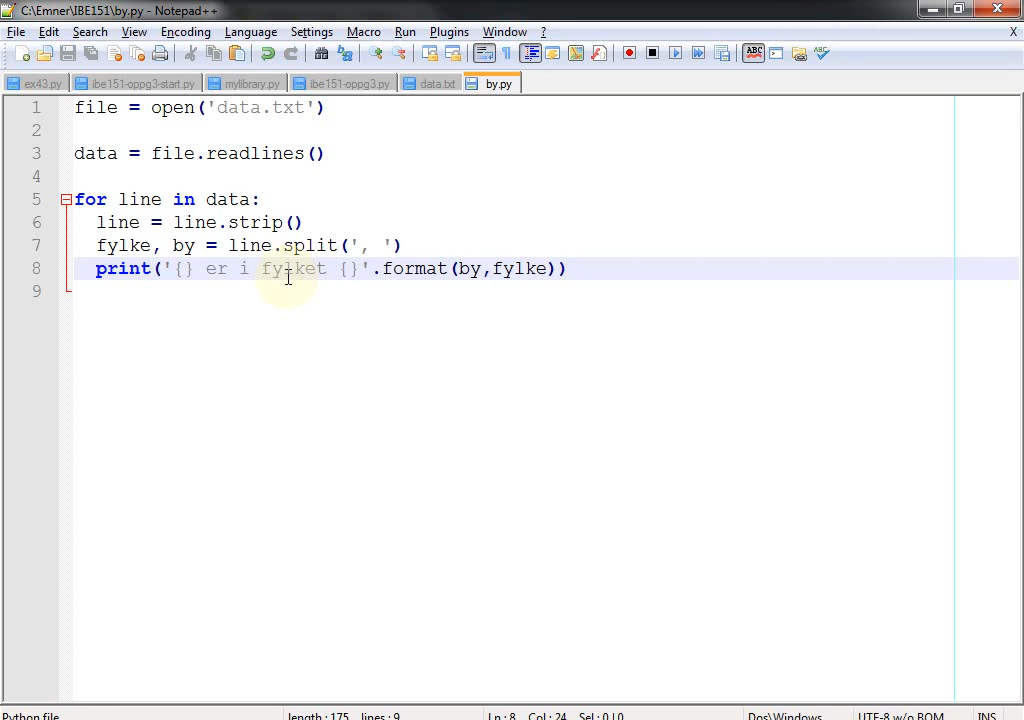 C:\Emner\IBE151\by.py - Notepad++
File Edit Search View Encoding Language Settings Macro Run Plugins Window ? X
ex43.py ibe151-oppg3-start.py mylibrary.py ibe151-oppg3.py data.txt by.py
1 file = open('data.txt')
2
3 data = file.readlines()
4
5 for line in data:
6 line = line.strip()
7 fylke, by = line.split(', ')
8 print('{} er i fylket {}'.format(by,fylke))
9
Python file length : 175 lines : 9 Ln : 8 Col : 24 Sel : 0 | 0 Dos\Windows UTF-8 w/o BOM INS